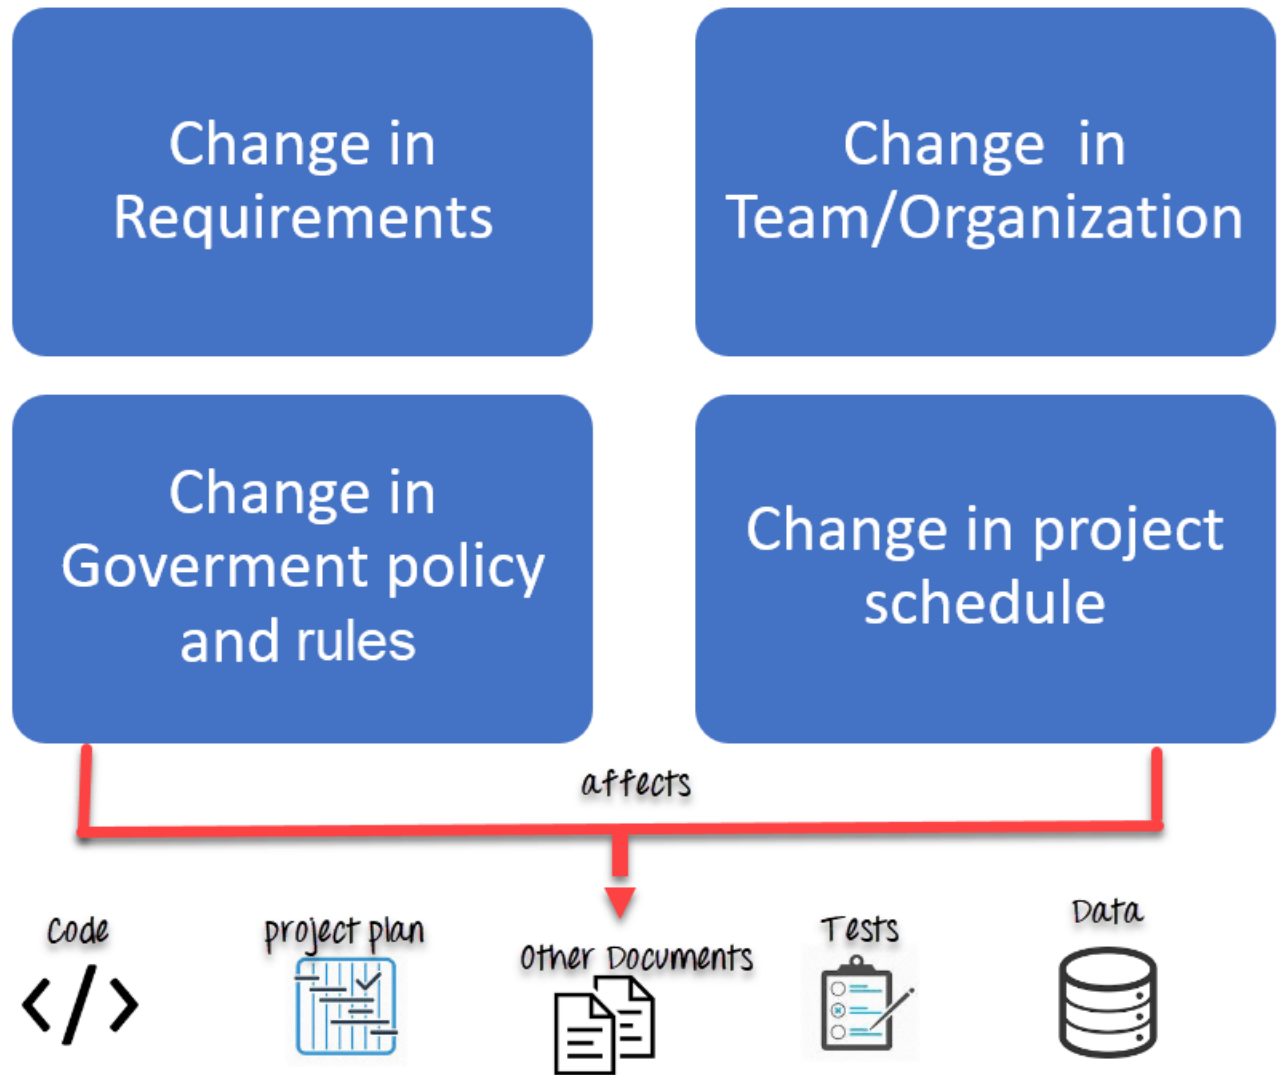 Change in
Requirements
Change in
Team/Organization
Change in
Goverment policy
and rules
Change in project
schedule
affects
Code
project plan
Other Documents
Tests
Data